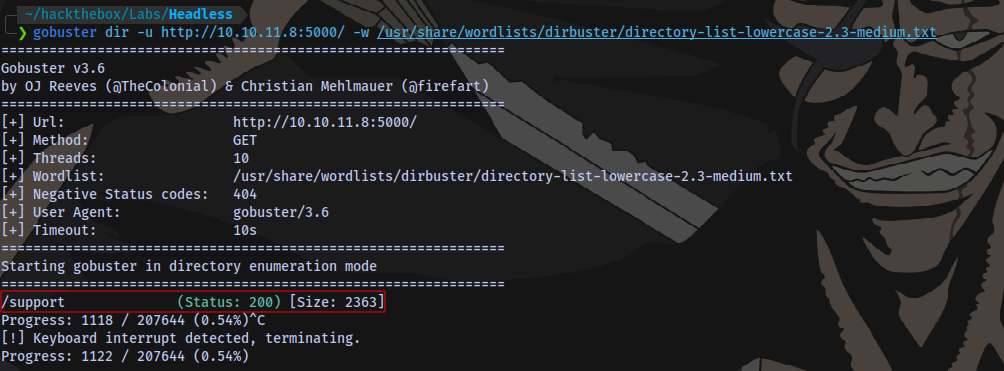 ~/hackthebox/Labs/Headless
❯ gobuster dir -u http://10.10.11.8:5000/ -w /usr/share/wordlists/dirbuster/directory-list-lowercase-2.3-medium.txt
===============================================================
Gobuster v3.6
by OJ Reeves (@TheColonial) & Christian Mehlmauer (@firefart)
===============================================================
[+] Url:                     http://10.10.11.8:5000/
[+] Method:                  GET
[+] Threads:                 10
[+] Wordlist:                /usr/share/wordlists/dirbuster/directory-list-lowercase-2.3-medium.txt
[+] Negative Status codes:   404
[+] User Agent:              gobuster/3.6
[+] Timeout:                 10s
===============================================================
Starting gobuster in directory enumeration mode
===============================================================
/support              (Status: 200) [Size: 2363]
Progress: 1118 / 207644 (0.54%)^C
[!] Keyboard interrupt detected, terminating.
Progress: 1122 / 207644 (0.54%)